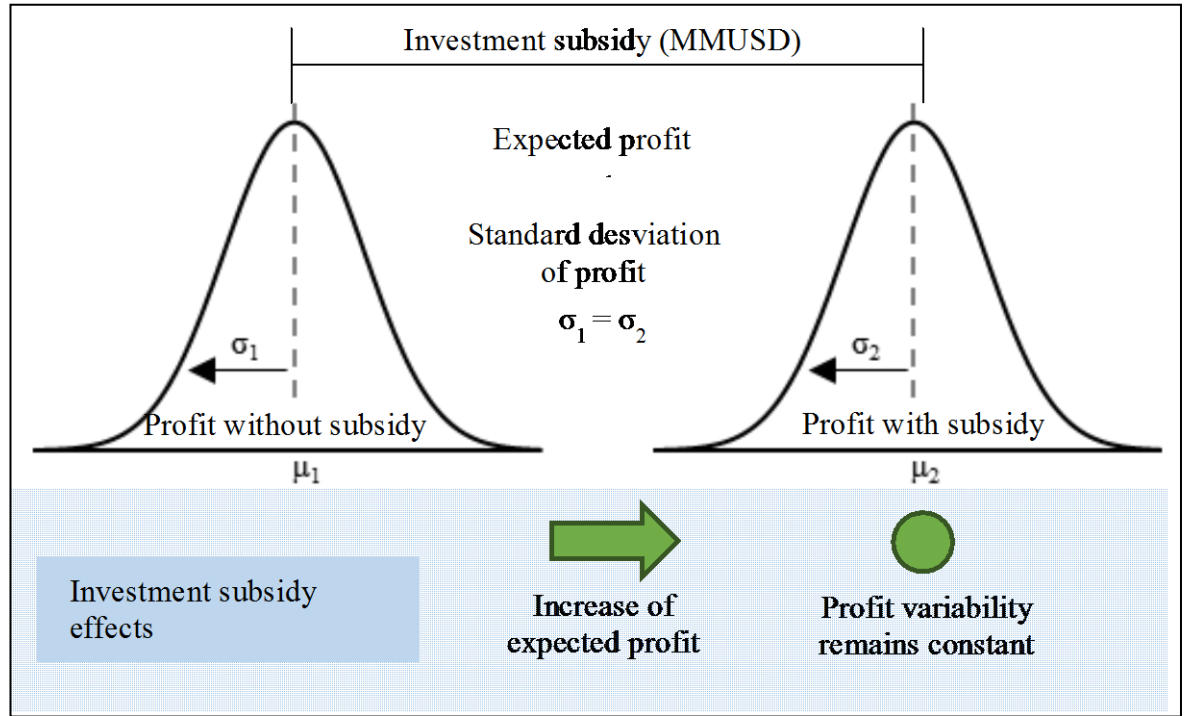 Investment subsidy (MMUSD)
Expected profit
Standard desviation
of profit
σ₁ = σ₂
σ₁
σ₂
Profit without subsidy
Profit with subsidy
μ₁
μ₂
Investment subsidy
effects
Increase of
expected profit
Profit variability
remains constant